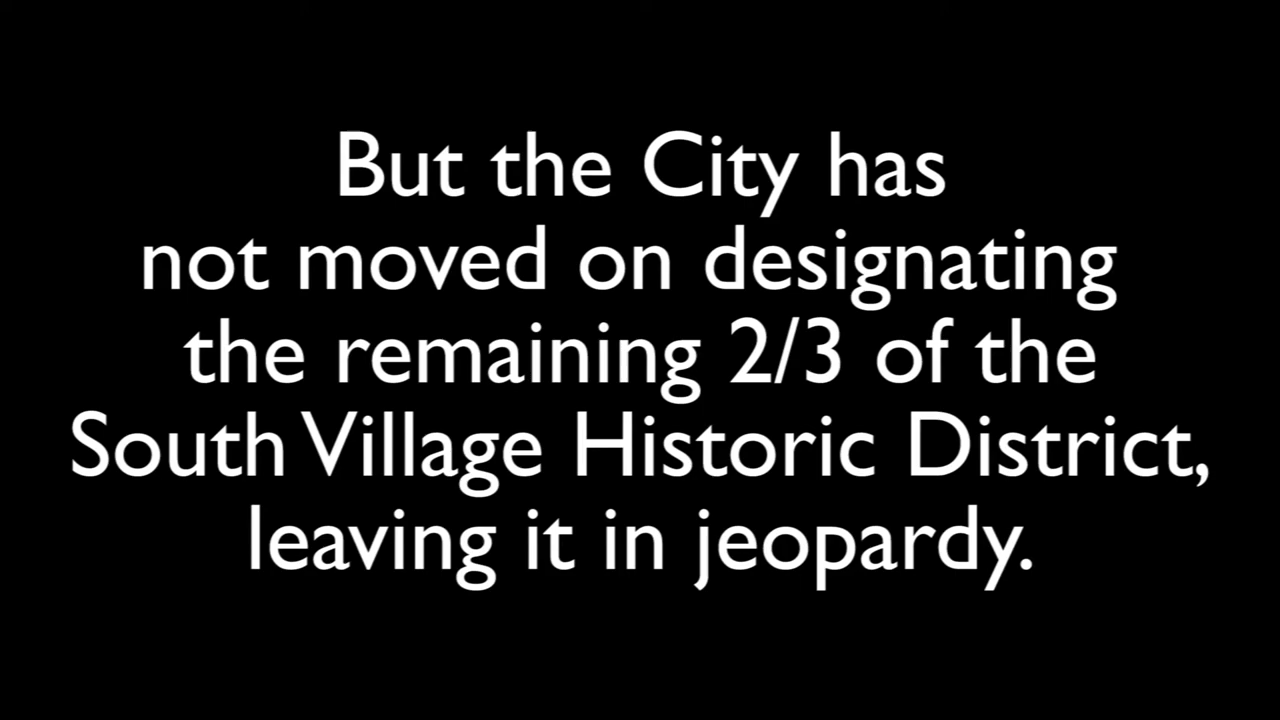 But the City has
not moved on designating
the remaining 2/3 of the
South Village Historic District,
leaving it in jeopardy.